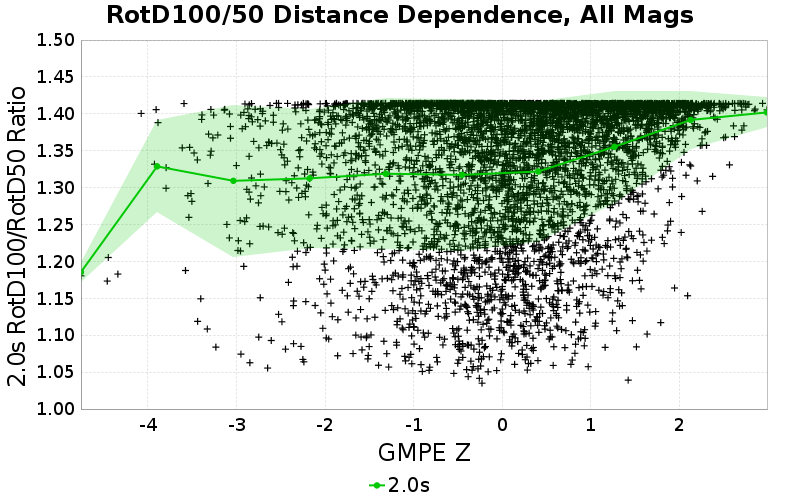 RotD100/50 Distance Dependence, All Mags
2.0s RotD100/RotD50 Ratio
1.50
1.45
1.40
1.35
1.30
1.25
1.20
1.15
1.10
1.05
1.00
-4 -3 -2 -1 0 1 2
GMPE Z
2.0s